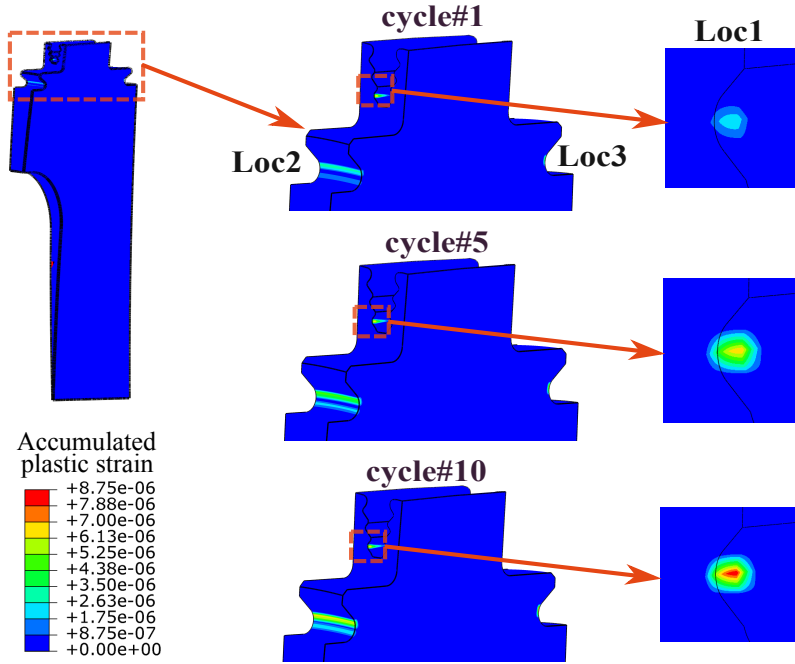 cycle#1
Loc1
Loc2
Loc3
cycle#5
cycle#10
Accumulated
plastic strain
+8.75e-06
+7.88e-06
+7.00e-06
+6.13e-06
+5.25e-06
+4.38e-06
+3.50e-06
+2.63e-06
+1.75e-06
+8.75e-07
+0.00e+00